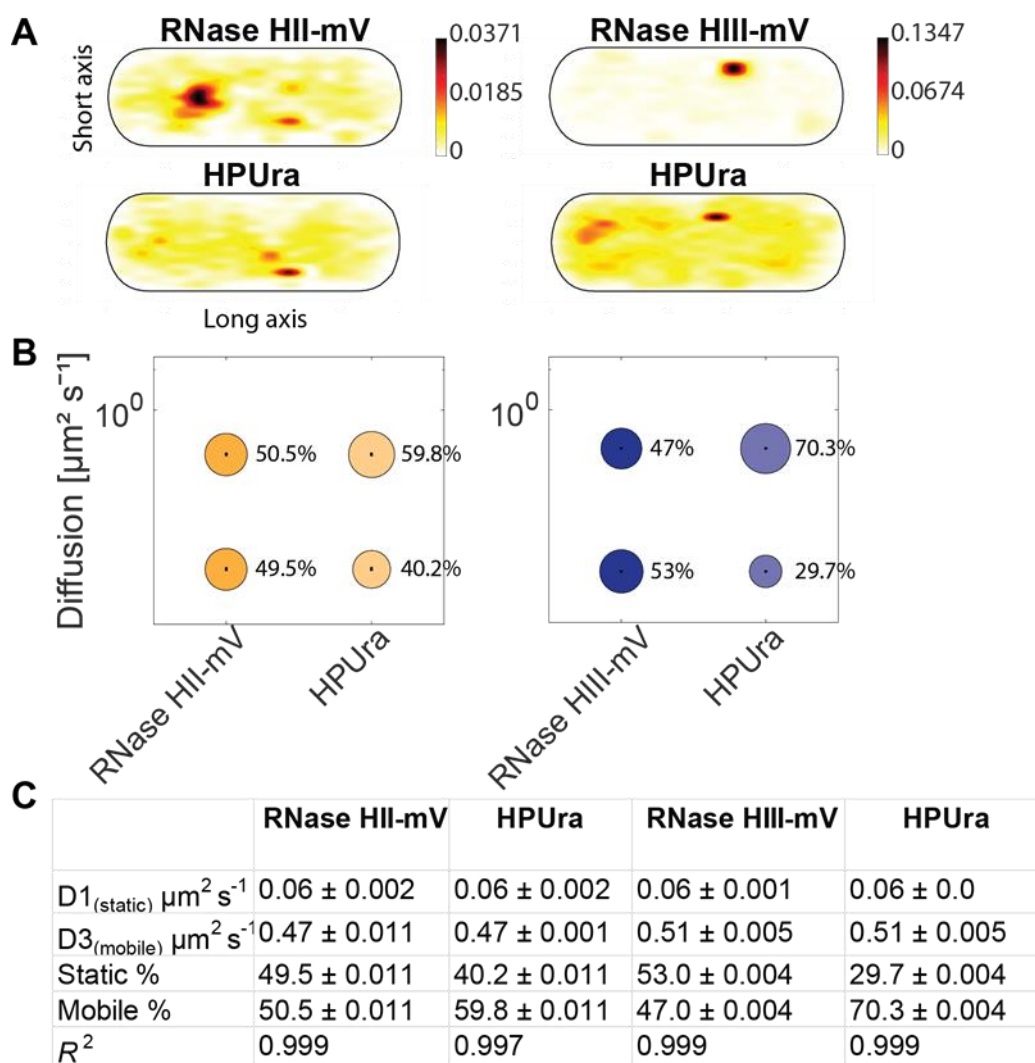 A
RNase HII-mV
RNase HIII-mV
Short axis
0.0371
0.0185
0
0.1347
0.0674
0
HPUra
HPUra
Long axis
B
Diffusion [µm² s⁻¹]
10⁰
50.5%
59.8%
49.5%
40.2%
RNase HII-mV
HPUra
10⁰
47%
70.3%
53%
29.7%
RNase HIII-mV
HPUra
C
RNase HII-mV HPUra RNase HIII-mV HPUra
D1(static) µm² s⁻¹ 0.06 ± 0.002 0.06 ± 0.002 0.06 ± 0.001 0.06 ± 0.0
D3(mobile) µm² s⁻¹ 0.47 ± 0.011 0.47 ± 0.001 0.51 ± 0.005 0.51 ± 0.005
Static % 49.5 ± 0.011 40.2 ± 0.011 53.0 ± 0.004 29.7 ± 0.004
Mobile % 50.5 ± 0.011 59.8 ± 0.011 47.0 ± 0.004 70.3 ± 0.004
R² 0.999 0.997 0.999 0.999